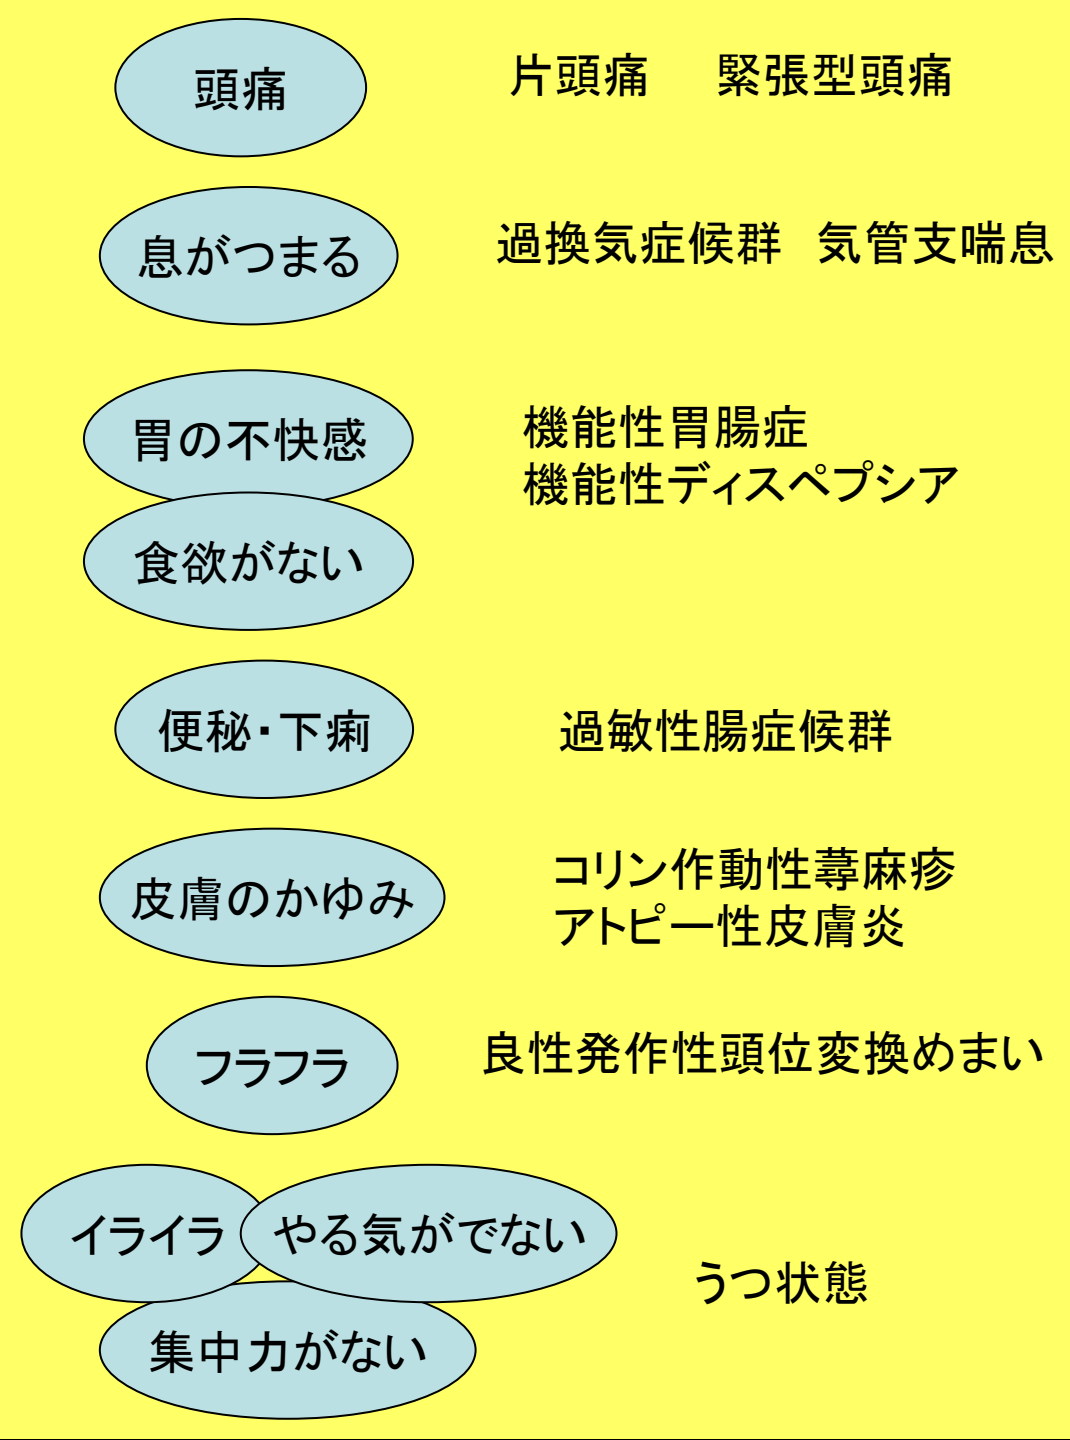 頭痛
片頭痛　緊張型頭痛
息がつまる
過換気症候群　気管支喘息
胃の不快感
機能性胃腸症
機能性ディスペプシア
食欲がない
便秘・下痢
過敏性腸症候群
皮膚のかゆみ
コリン作動性蕁麻疹
アトピー性皮膚炎
フラフラ
良性発作性頭位変換めまい
イライラ
やる気がでない
うつ状態
集中力がない